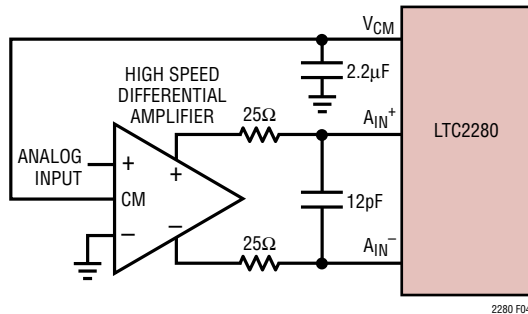 V_CM
2.2μF
HIGH SPEED
DIFFERENTIAL
AMPLIFIER
25Ω
A_IN^+
LTC2280
ANALOG
INPUT
+
+
CM
12pF
−
−
25Ω
A_IN^−
2280 F04